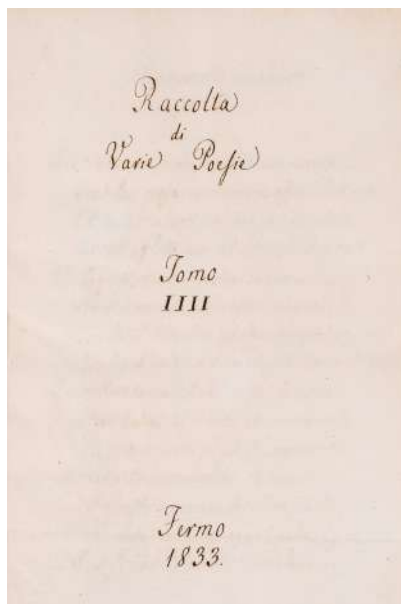 Raccolta
di
Varie Poesie
Tomo
IIII
Fermo
1833.